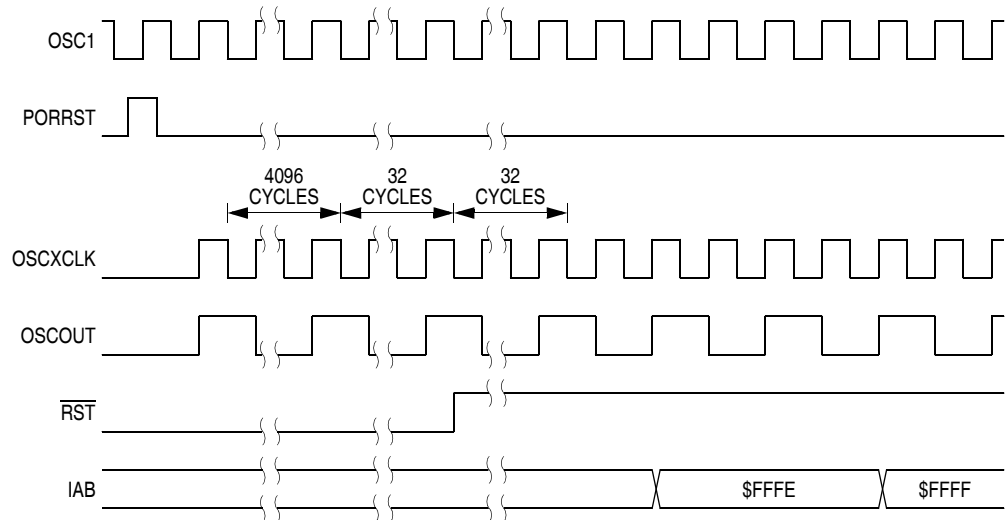 OSC1
PORRST
4096
CYCLES
32
CYCLES
32
CYCLES
OSCXCLK
OSCOUT
RST
IAB
$FFFE
$FFFF